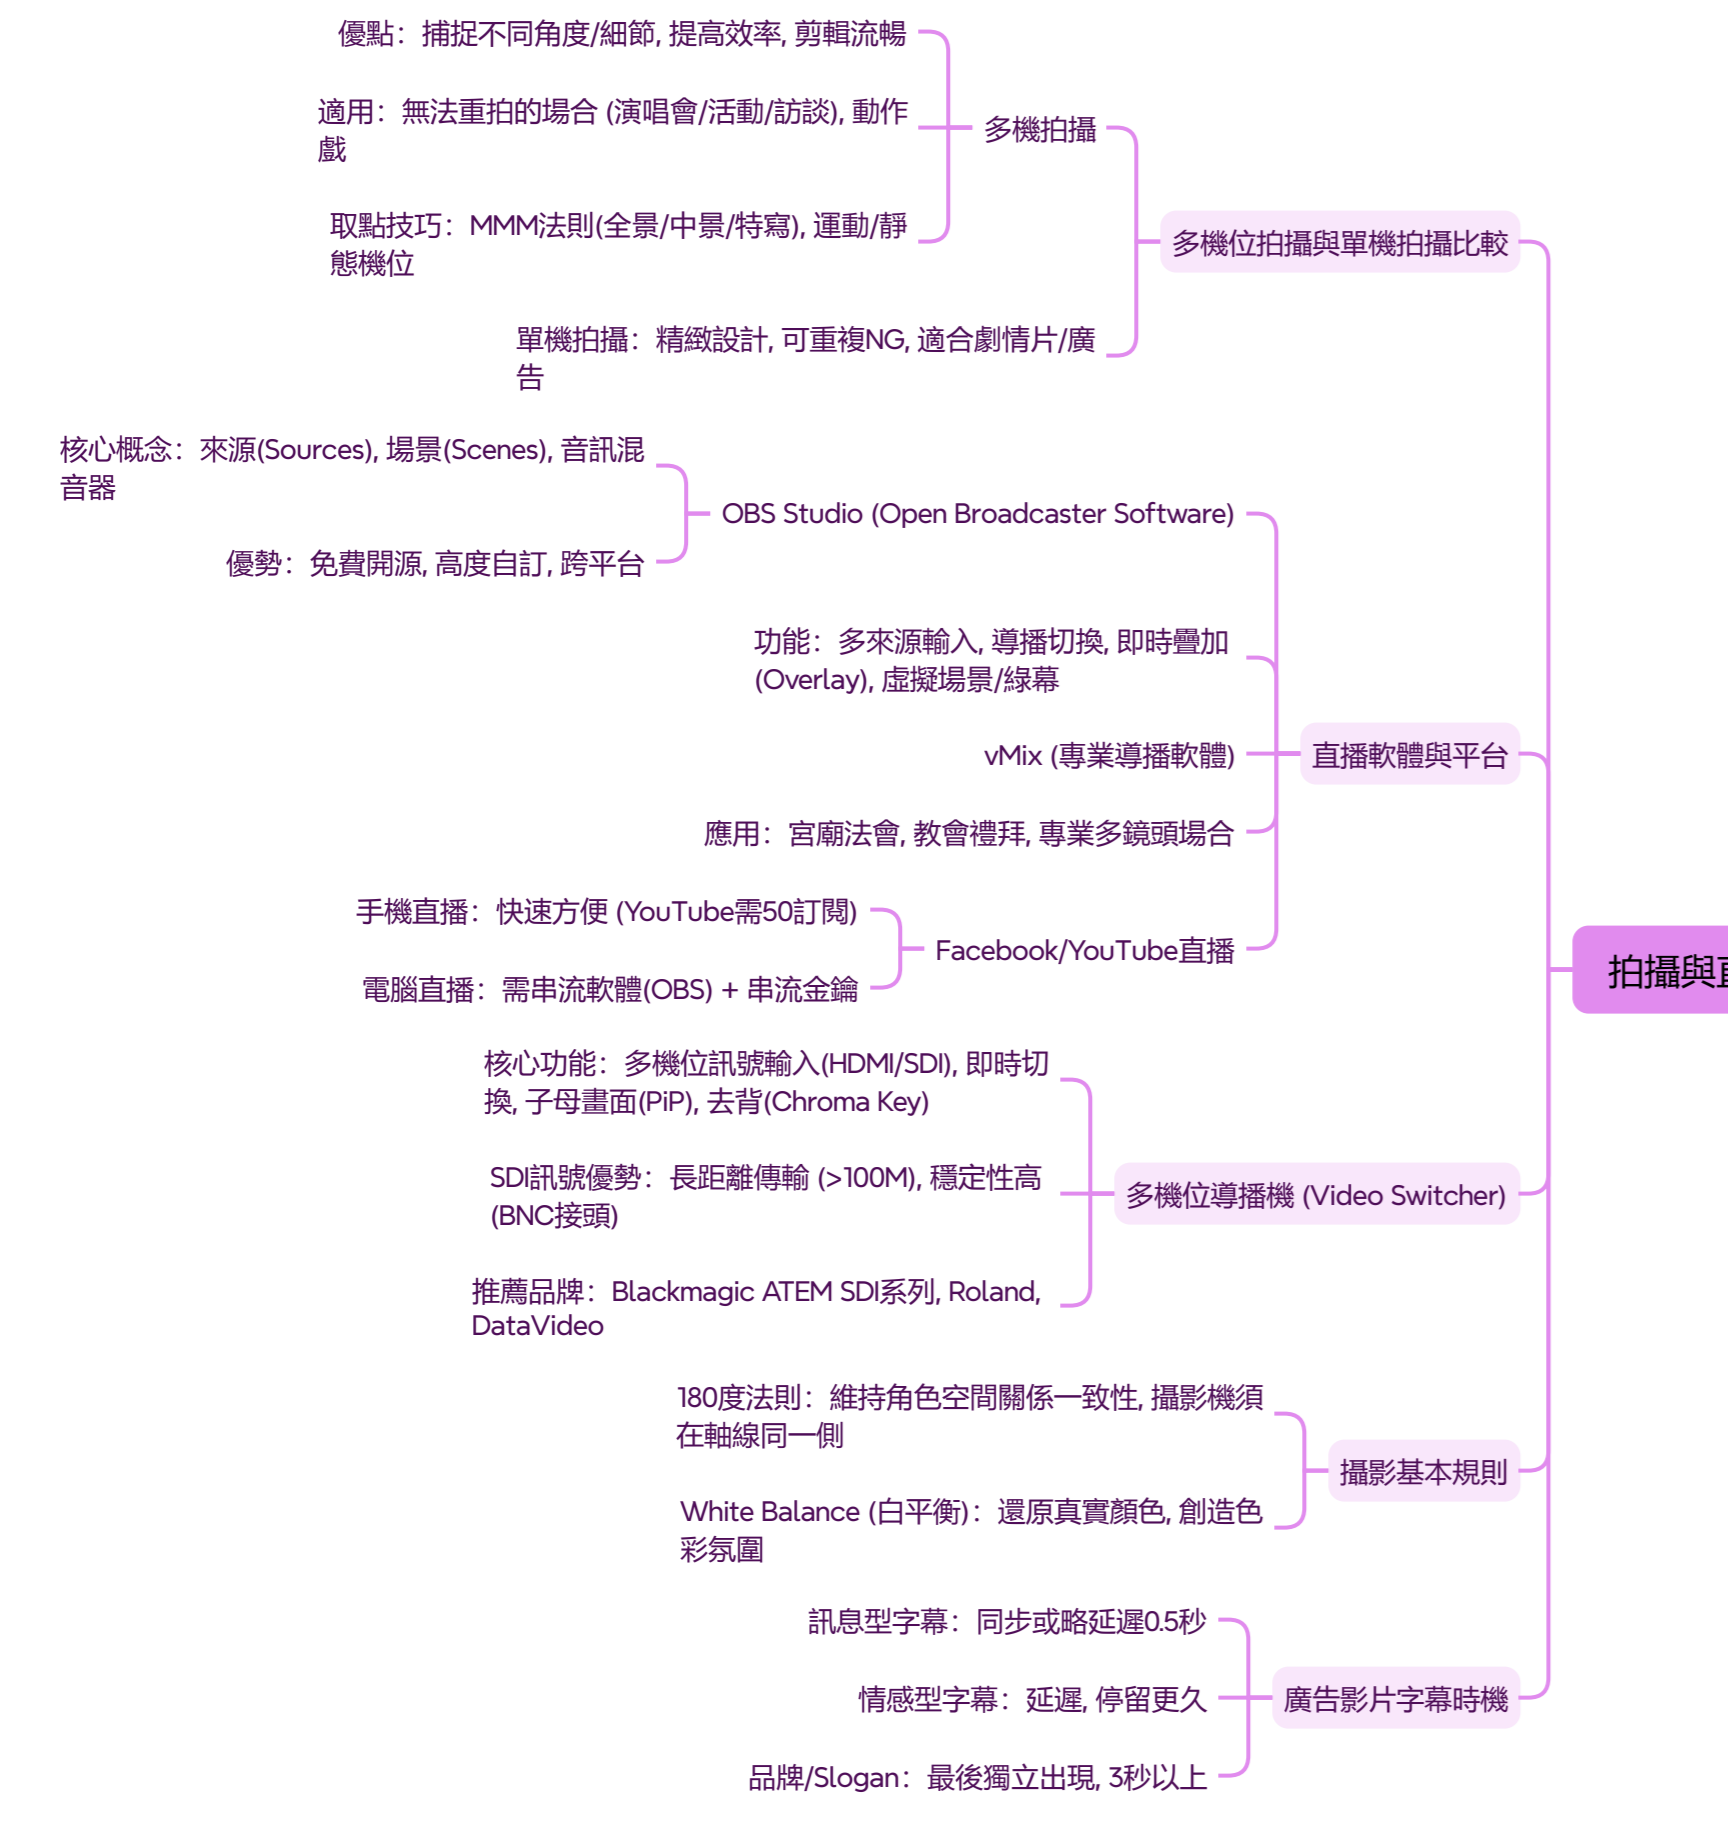 優點：捕捉不同角度/細節, 提高效率, 剪輯流暢
適用：無法重拍的場合 (演唱會/活動/訪談), 動作
戲
多機拍攝
取點技巧：MMM法則(全景/中景/特寫), 運動/靜
態機位
多機位拍攝與單機拍攝比較
單機拍攝：精緻設計, 可重複NG, 適合劇情片/廣
告
核心概念：來源(Sources), 場景(Scenes), 音訊混
音器
OBS Studio (Open Broadcaster Software)
優勢：免費開源, 高度自訂, 跨平台
功能：多來源輸入, 導播切換, 即時疊加
(Overlay), 虛擬場景/綠幕
vMix (專業導播軟體)
直播軟體與平台
應用：宮廟法會, 教會禮拜, 專業多鏡頭場合
手機直播：快速方便 (YouTube需50訂閱)
Facebook/YouTube直播
電腦直播：需串流軟體(OBS) + 串流金鑰
拍攝與直
核心功能：多機位訊號輸入(HDMI/SDI), 即時切
換, 子母畫面(PiP), 去背(Chroma Key)
SDI訊號優勢：長距離傳輸 (>100M), 穩定性高
(BNC接頭)
多機位導播機 (Video Switcher)
推薦品牌：Blackmagic ATEM SDI系列, Roland,
DataVideo
180度法則：維持角色空間關係一致性, 攝影機須
在軸線同一側
攝影基本規則
White Balance (白平衡)：還原真實顏色, 創造色
彩氛圍
訊息型字幕：同步或略延遲0.5秒
情感型字幕：延遲, 停留更久
廣告影片字幕時機
品牌/Slogan：最後獨立出現, 3秒以上